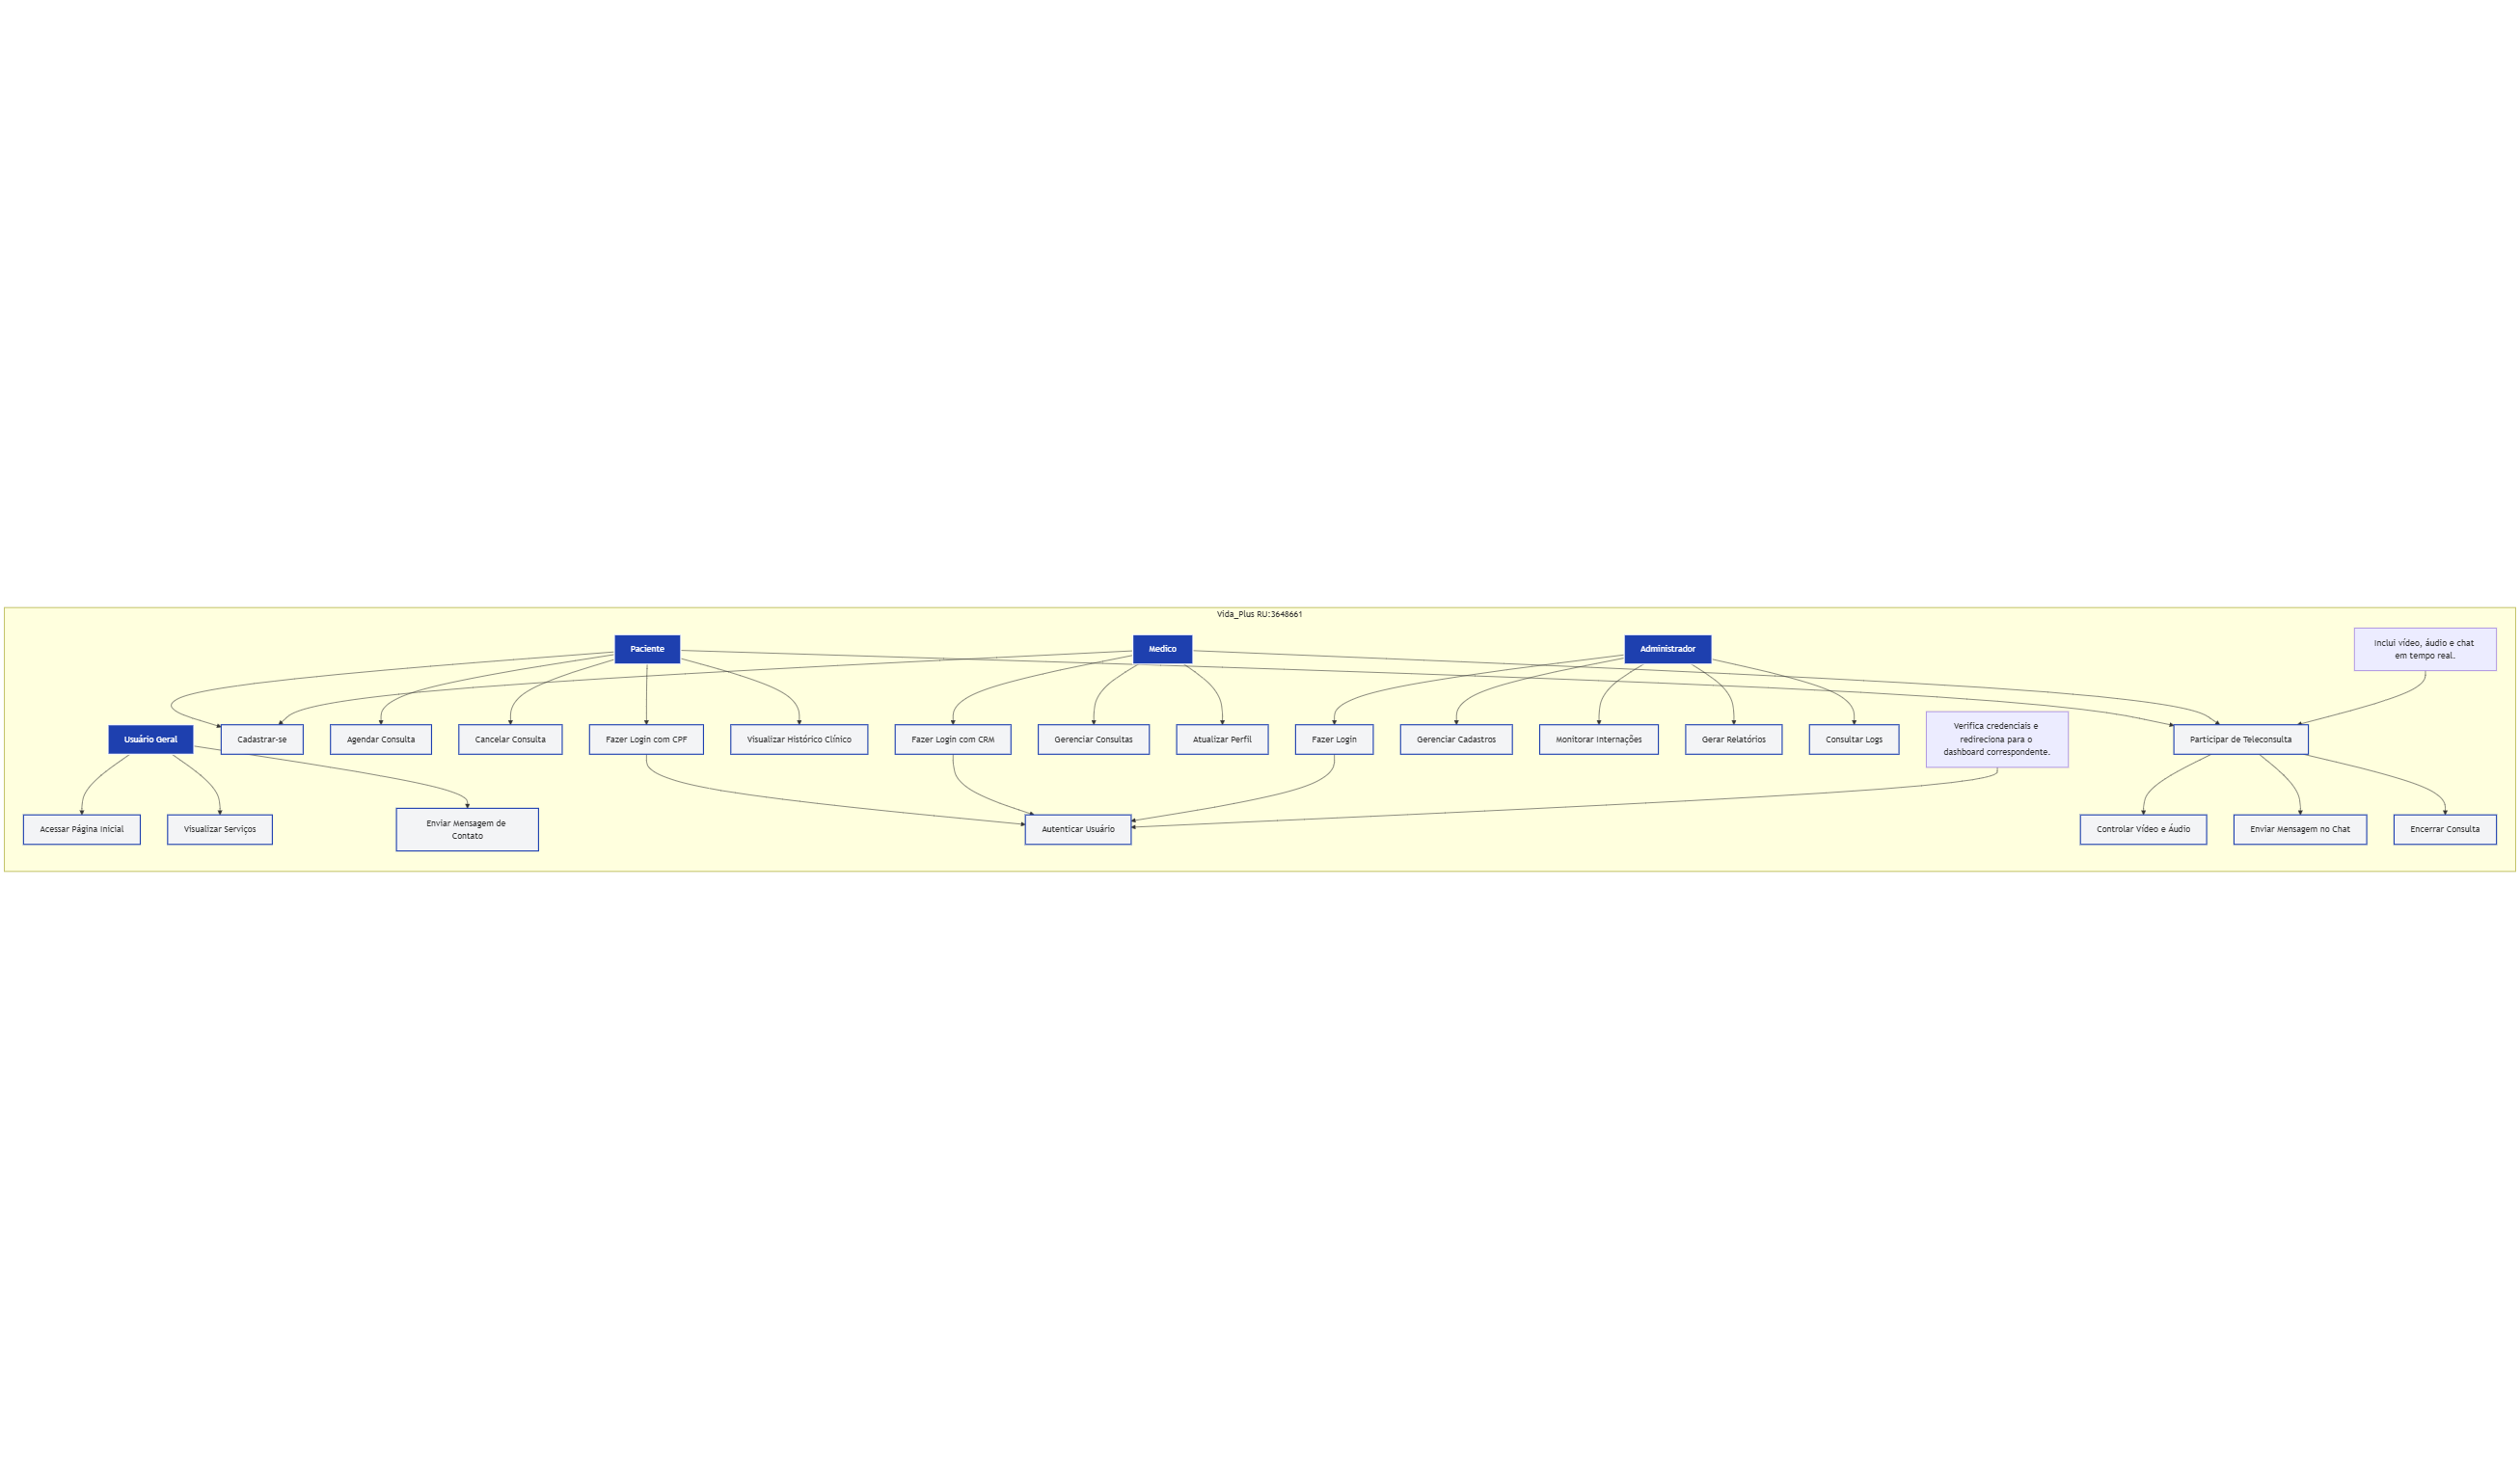 Vida_Plus RU:3648661
Paciente
Medico
Administrador
Inclui vídeo, áudio e chat
em tempo real.
Usuário Geral
Cadastrar-se
Agendar Consulta
Cancelar Consulta
Fazer Login com CPF
Visualizar Histórico Clínico
Fazer Login com CRM
Gerenciar Consultas
Atualizar Perfil
Fazer Login
Gerenciar Cadastros
Monitorar Internações
Gerar Relatórios
Consultar Logs
Verifica credenciais e
redireciona para o
dashboard correspondente.
Participar de Teleconsulta
Acessar Página Inicial
Visualizar Serviços
Enviar Mensagem de
Contato
Autenticar Usuário
Controlar Vídeo e Áudio
Enviar Mensagem no Chat
Encerrar Consulta